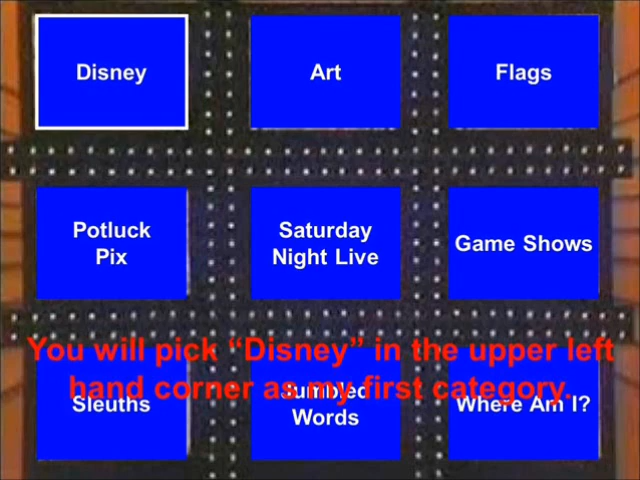 Disney
Art
Flags
Potluck
Pix
Saturday
Night Live
Game Shows
You will pick “Disney” in the upper left
hand corner as my first category.
Sleuths
Jumbled
Words
Where Am I?